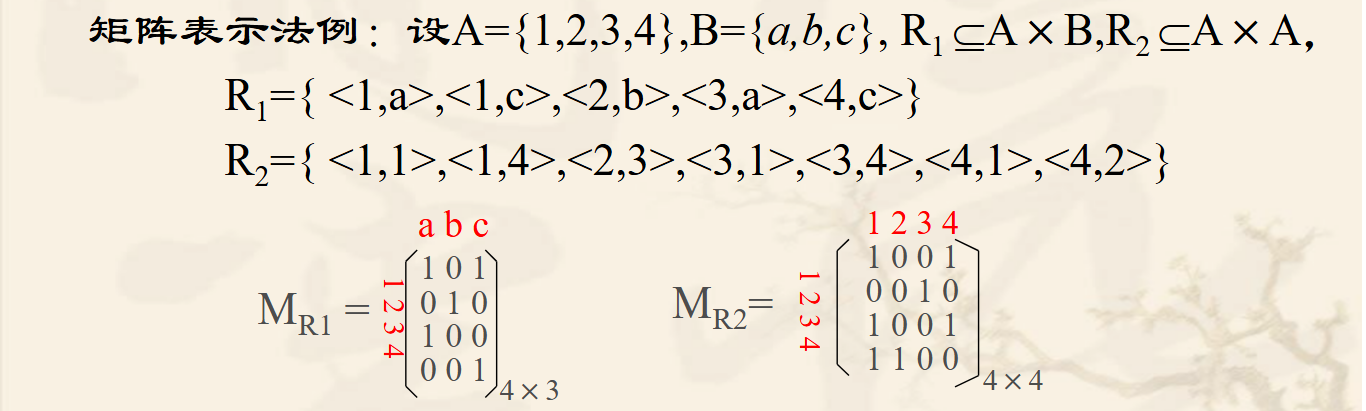 矩阵表示法例：设A={1,2,3,4},B={a,b,c}, R₁⊆A×B,R₂⊆A×A,
R₁={ <1,a>,<1,c>,<2,b>,<3,a>,<4,c>}
R₂={ <1,1>,<1,4>,<2,3>,<3,1>,<3,4>,<4,1>,<4,2>}
a b c
M_R1 =
1 2 3 4
1 0 1
0 1 0
1 0 0
0 0 1
4×3
1 2 3 4
M_R2=
1 2 3 4
1 0 0 1
0 0 1 0
1 0 0 1
1 1 0 0
4×4